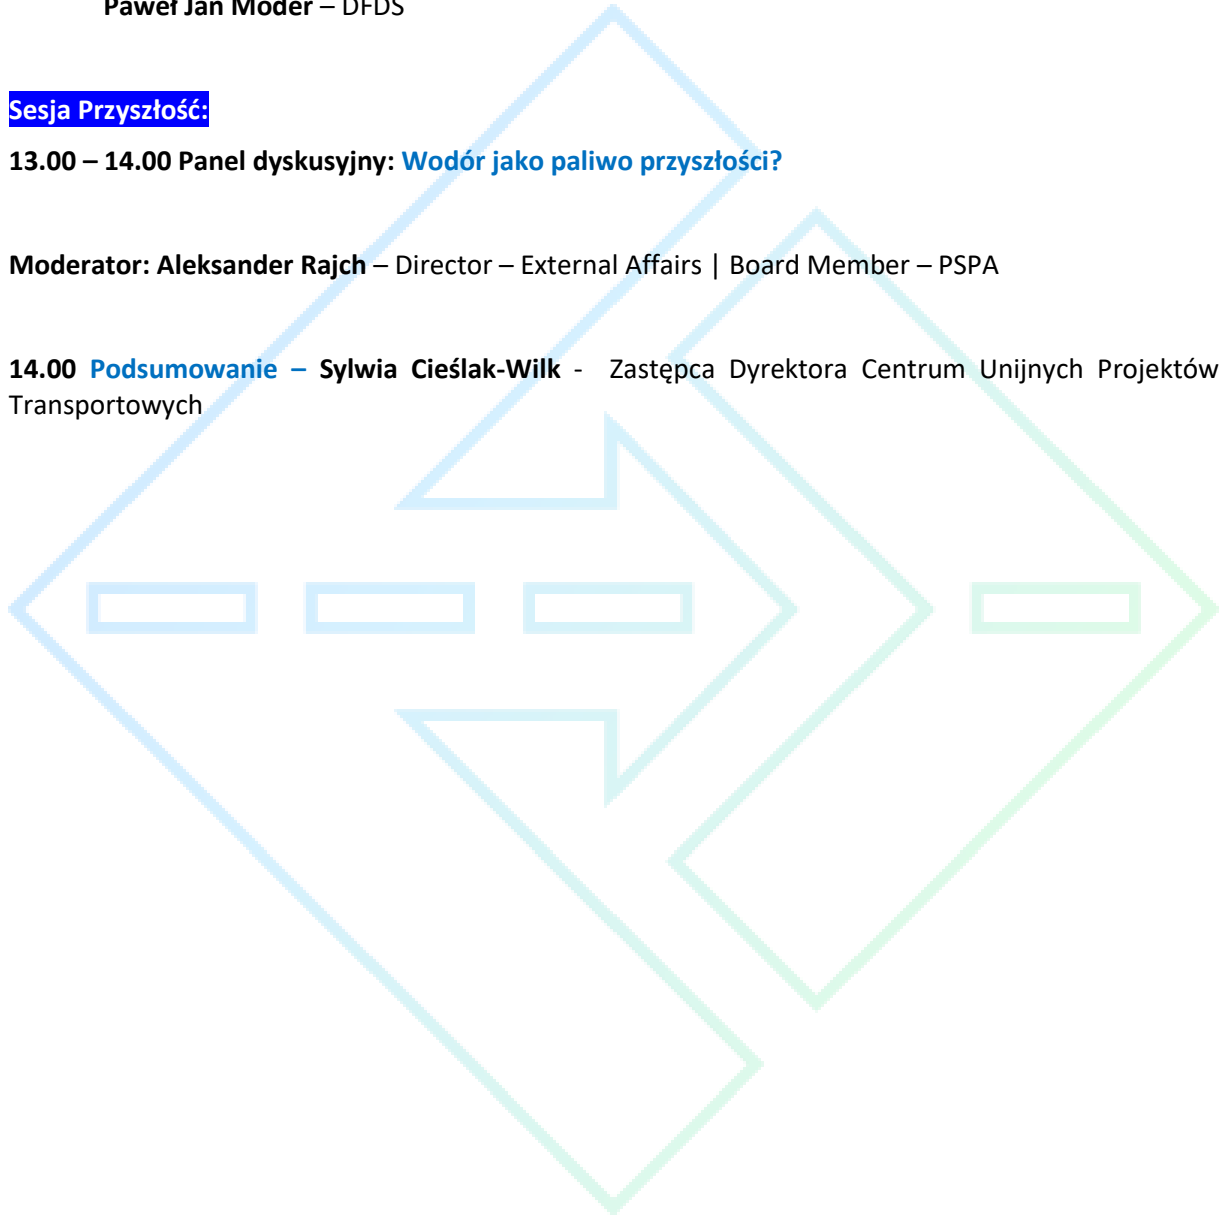 Paweł Jan Moder – DFDS
Sesja Przyszłość:
13.00 – 14.00 Panel dyskusyjny: Wodór jako paliwo przyszłości?
Moderator: Aleksander Rajch – Director – External Affairs | Board Member – PSPA
14.00 Podsumowanie – Sylwia Cieślak-Wilk - Zastępca Dyrektora Centrum Unijnych Projektów
Transportowych